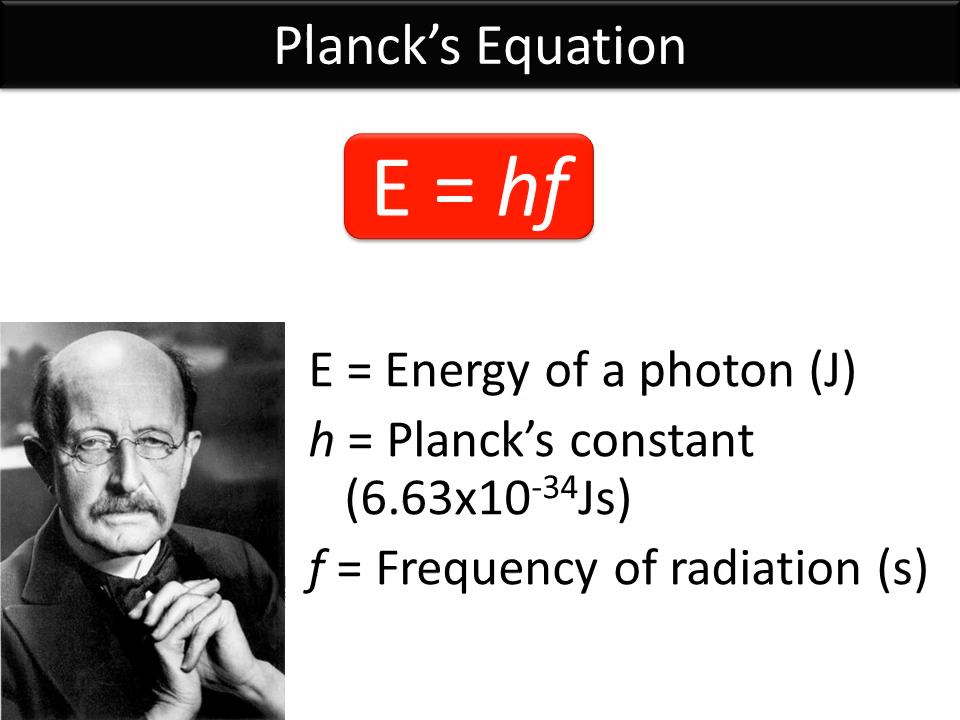 Planck’s Equation
E = hf
E = Energy of a photon (J)
h = Planck’s constant
(6.63x10⁻³⁴Js)
f = Frequency of radiation (s)